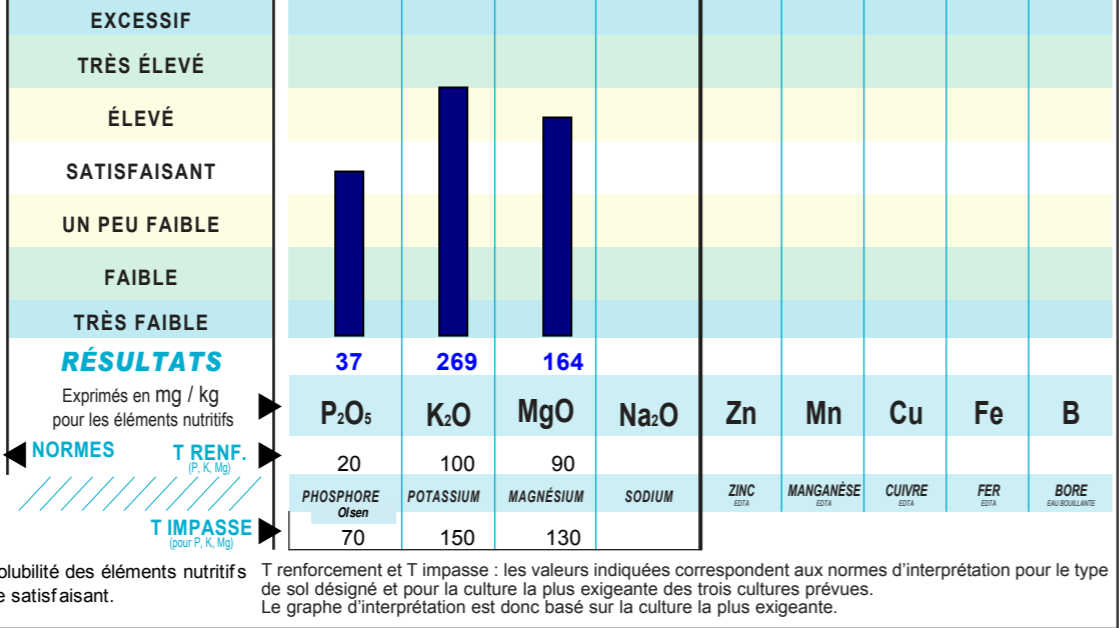 EXCESSIF
TRÈS ÉLEVÉ
ÉLEVÉ
SATISFAISANT
UN PEU FAIBLE
FAIBLE
TRÈS FAIBLE
RÉSULTATS 37 269 164
Exprimés en mg / kg
pour les éléments nutritifs
P₂O₅ K₂O MgO Na₂O Zn Mn Cu Fe B
NORMES T RENF. 20 100 90
(P, K, Mg)
PHOSPHORE POTASSIUM MAGNÉSIUM SODIUM ZINC MANGANÈSE CUIVRE FER BORE
Olsen EDTA EDTA EDTA EDTA EAU BOUILLANTE
T IMPASSE 70 150 130
(pour P, K, Mg)
olubilité des éléments nutritifs
e satisfaisant.
T renforcement et T impasse : les valeurs indiquées correspondent aux normes d'interprétation pour le type
de sol désigné et pour la culture la plus exigeante des trois cultures prévues.
Le graphe d'interprétation est donc basé sur la culture la plus exigeante.